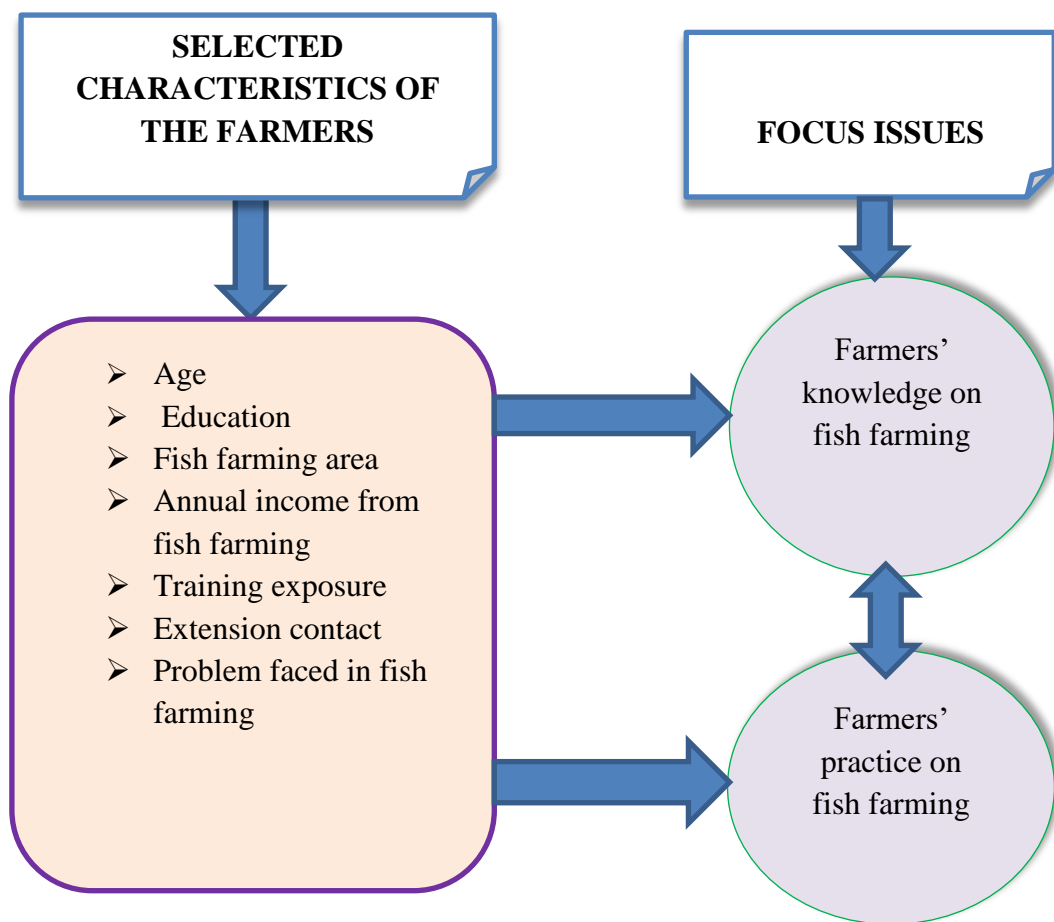 SELECTED
CHARACTERISTICS OF
THE FARMERS
FOCUS ISSUES
➢ Age
➢ Education
➢ Fish farming area
➢ Annual income from
fish farming
➢ Training exposure
➢ Extension contact
➢ Problem faced in fish
farming
Farmers’
knowledge on
fish farming
Farmers’
practice on
fish farming